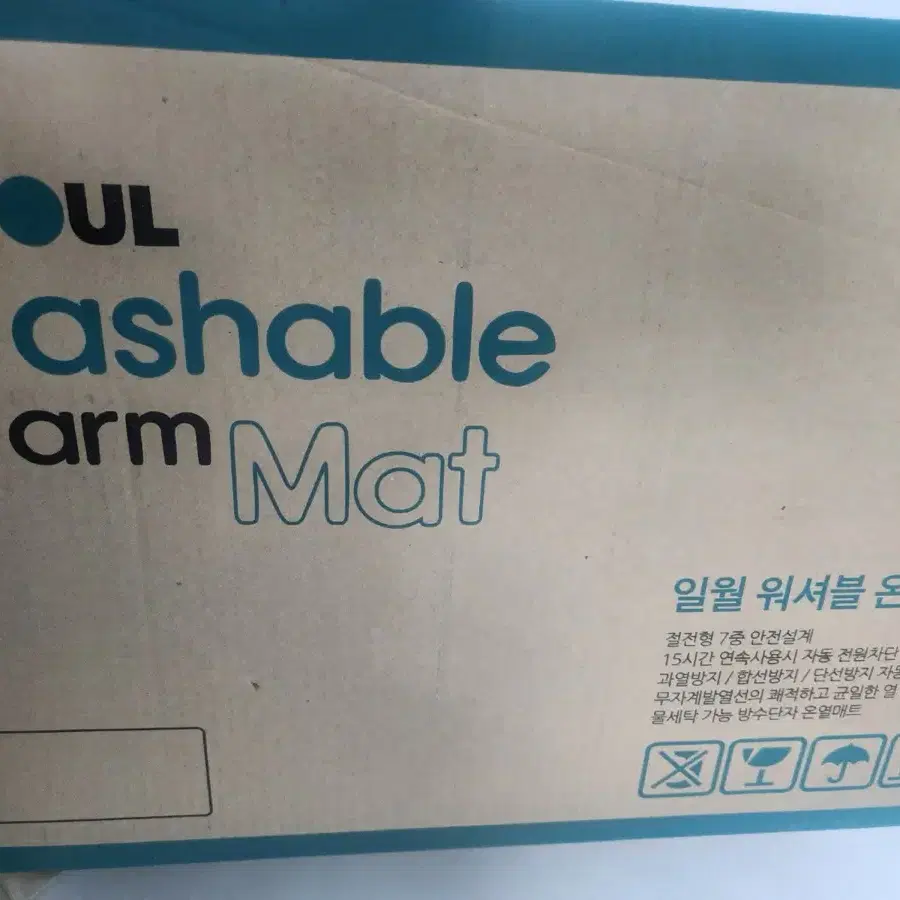 OUL
ashable
arm Mat
일월 워셔블 온
절전형 7중 안전설계
15시간 연속사용시 자동 전원차단
과열방지 / 합선방지 / 단선방지 자동
무자계발열선의 쾌적하고 균일한 열
물세탁 가능 방수단자 온열매트